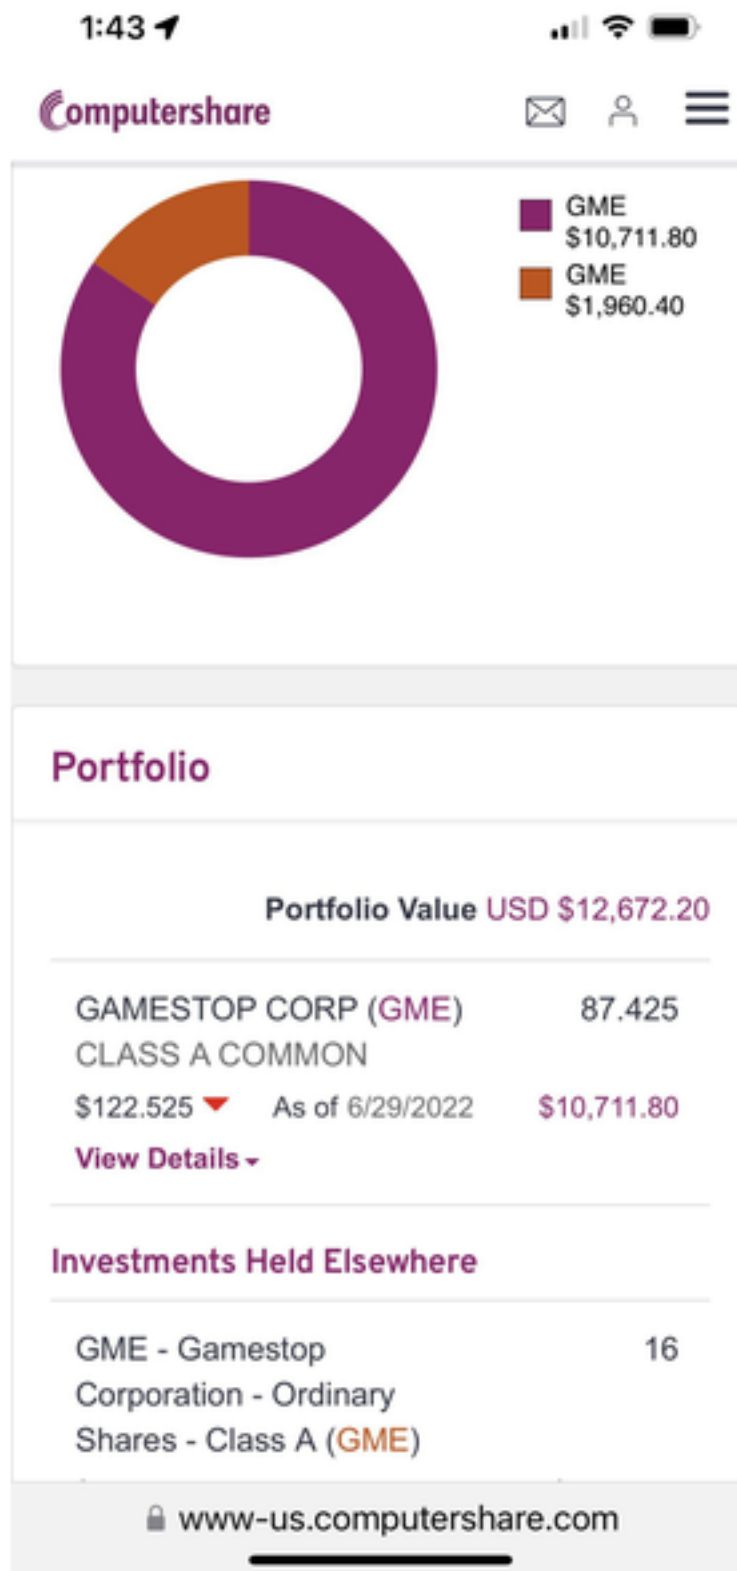 1:43
Computershare
GME
$10,711.80
GME
$1,960.40
Portfolio
Portfolio Value USD $12,672.20
GAMESTOP CORP (GME) 87.425
CLASS A COMMON
$122.525 As of 6/29/2022 $10,711.80
View Details
Investments Held Elsewhere
GME - Gamestop 16
Corporation - Ordinary
Shares - Class A (GME)
www-us.computershare.com